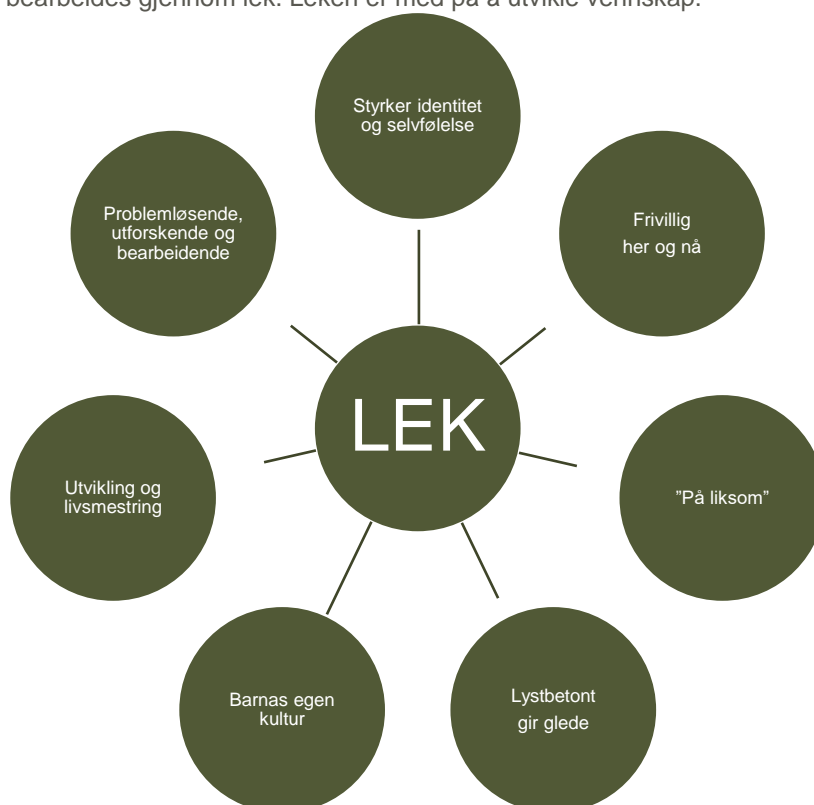 bearbeides gjennom lek. Leken er med på å utvikle vennskap.
Styrker identitet
og selvfølelse
Problemløsende,
utforskende og
bearbeidende
Frivillig
her og nå
LEK
Utvikling og
livsmestring
”På liksom”
Barnas egen
kultur
Lystbetont
gir glede